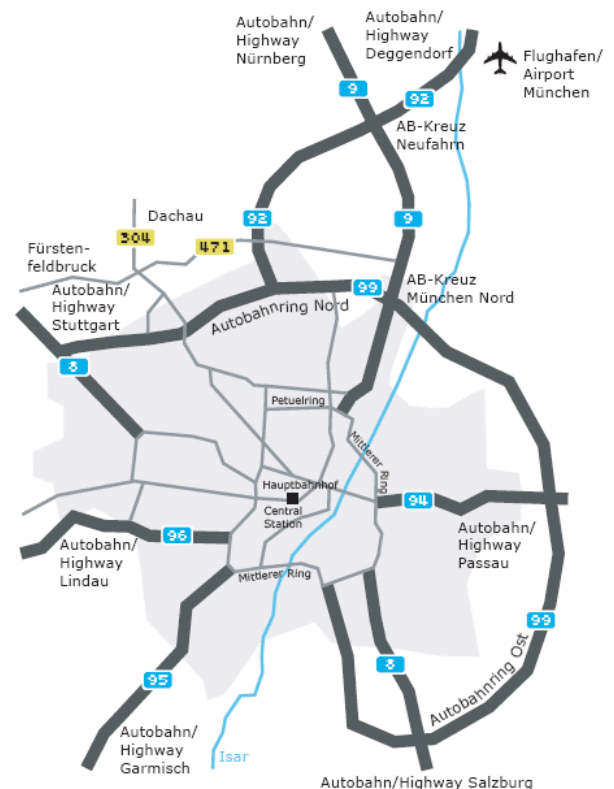 Autobahn/
Highway
Nürnberg
Autobahn/
Highway
Deggendorf
Flughafen/
Airport
München
9
92
AB-Kreuz
Neufahrn
Dachau
304
471
92
9
Fürsten-
feldbruck
Autobahn/
Highway
Stuttgart
99
AB-Kreuz
München Nord
Autobahnring Nord
8
Petuelring
Mittlerer Ring
Hauptbahnhof
Central
Station
94
Autobahn/
Highway
Passau
96
Autobahn/
Highway
Lindau
Mittlerer Ring
99
8
Autobahnring Ost
95
Autobahn/
Highway
Garmisch
Isar
Autobahn/Highway Salzburg